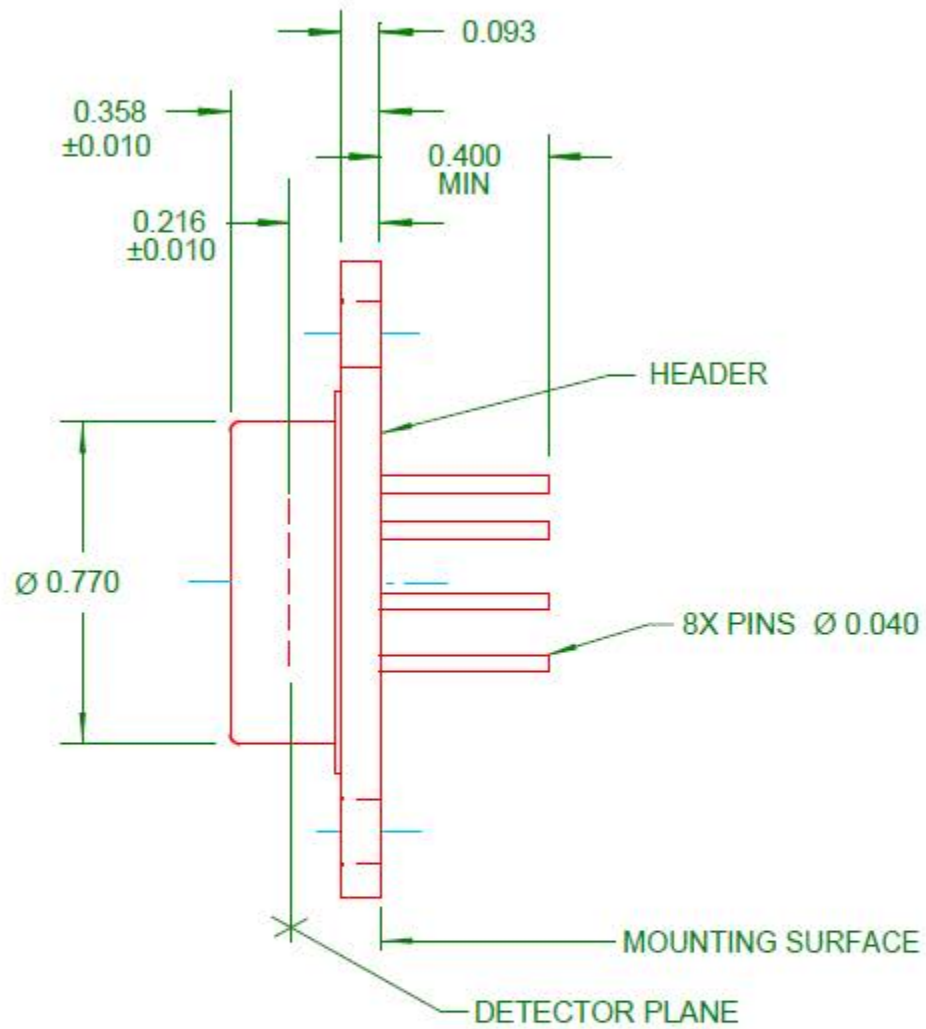 0.093
0.358
±0.010
0.400
MIN
0.216
±0.010
HEADER
Ø 0.770
8X PINS Ø 0.040
MOUNTING SURFACE
DETECTOR PLANE